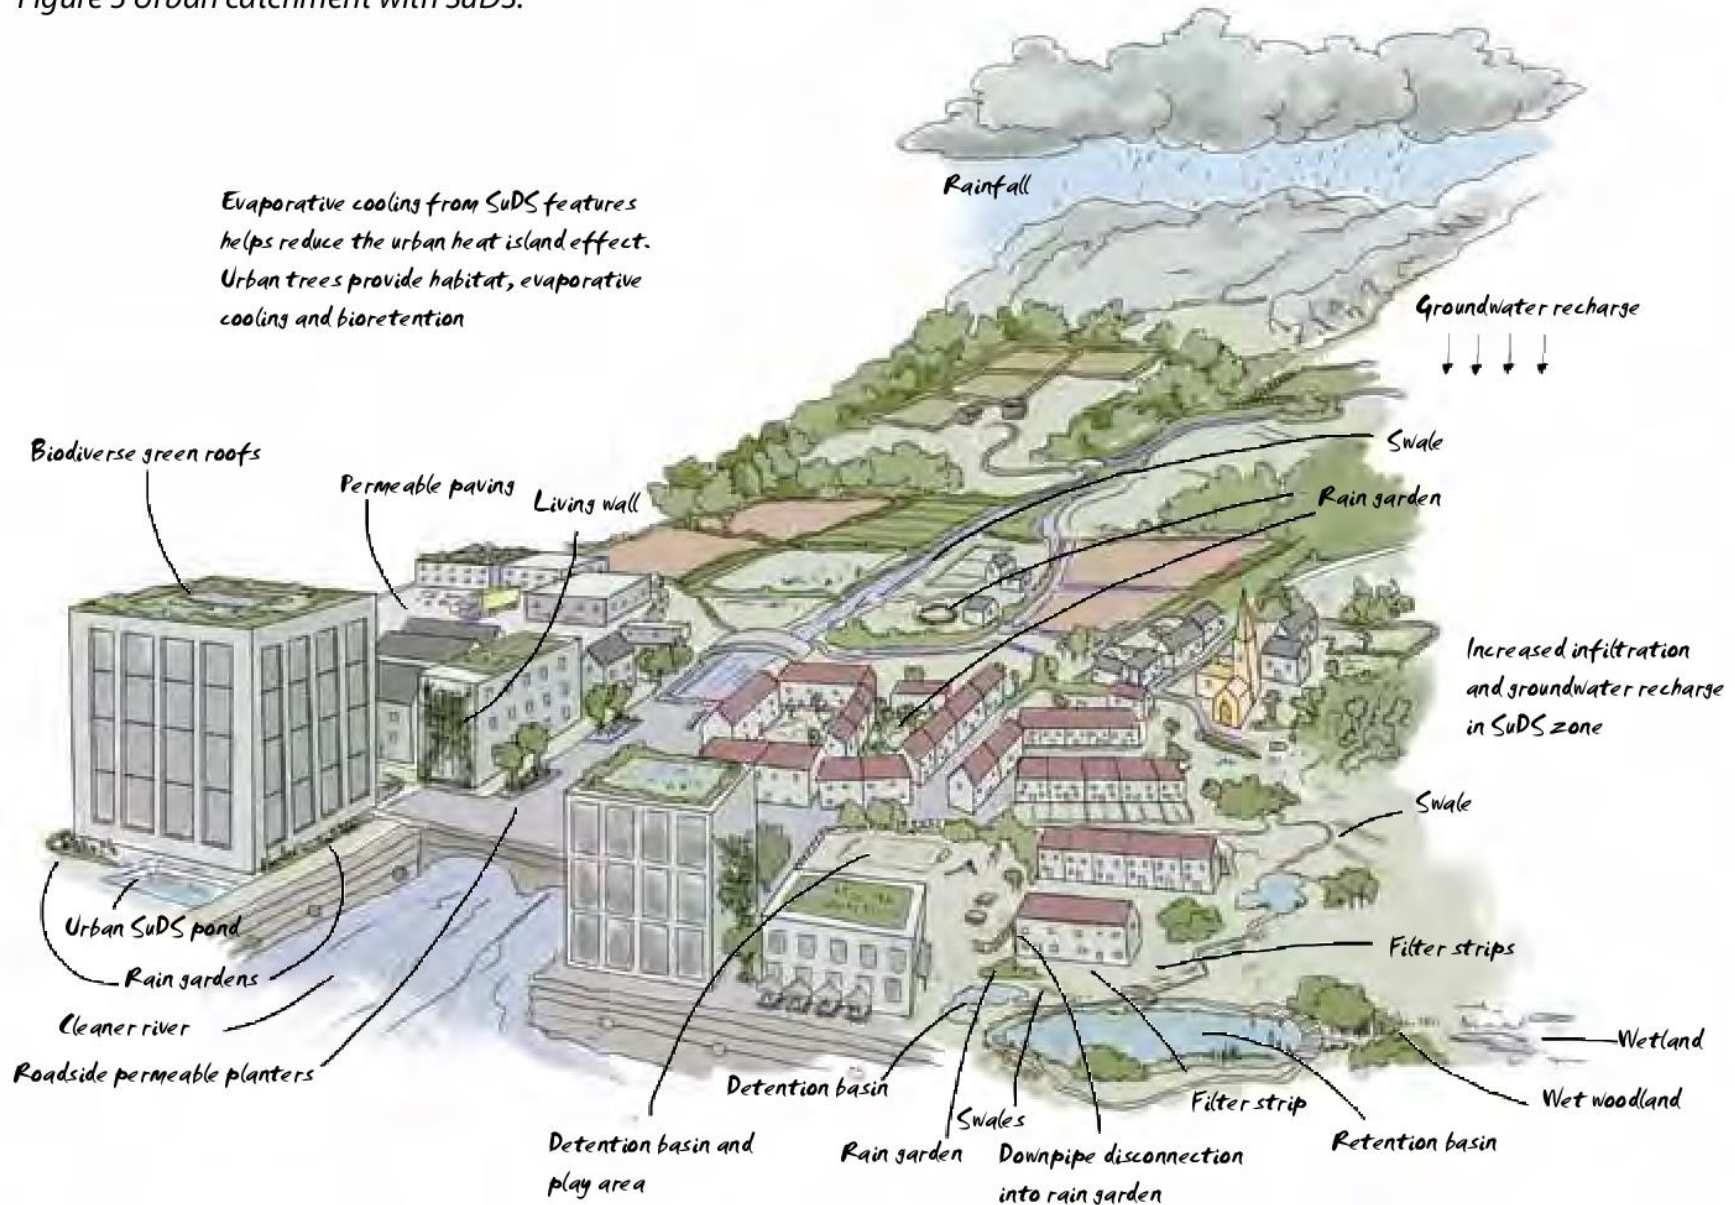 Figure 3 Urban catchment with SuDS.
Rainfall
Evaporative cooling from SuDS features
helps reduce the urban heat island effect.
Urban trees provide habitat, evaporative
cooling and bioretention
Groundwater recharge
Swale
Biodiverse green roofs
Permeable paving
Living wall
Rain garden
Increased infiltration
and groundwater recharge
in SuDS zone
Swale
Urban SuDS pond
Filter strips
Rain gardens
Cleaner river
Wetland
Roadside permeable planters
Detention basin
Filter strip
Wet woodland
Swales
Detention basin and
play area
Rain garden
Downpipe disconnection
into rain garden
Retention basin